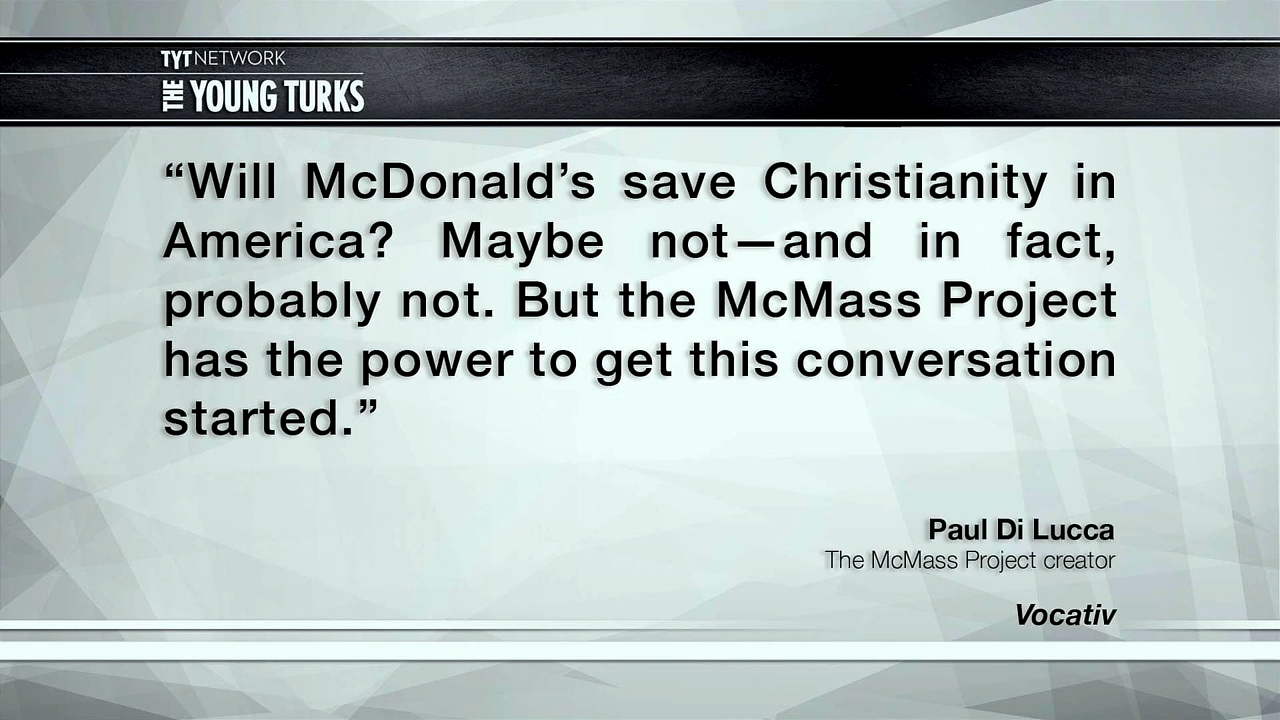 TYT NETWORK
THE YOUNG TURKS
“Will McDonald’s save Christianity in
America? Maybe not—and in fact,
probably not. But the McMass Project
has the power to get this conversation
started.”
Paul Di Lucca
The McMass Project creator
Vocativ